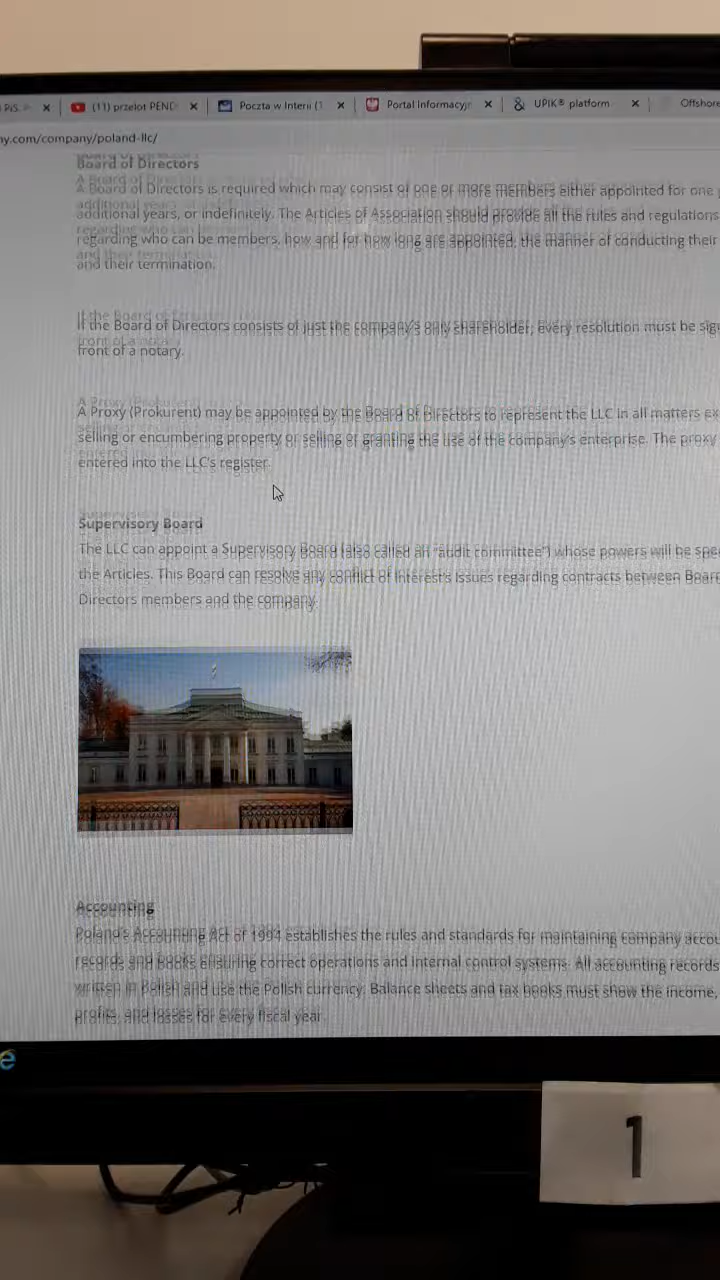 PiS
(11) przelot PEND
Poczta w Interii (1
Portal Informacyjn
UPIK® platform
Offshore
ny.com/company/poland-llc/
Board of Directors
A Board of Directors is required which may consist of one or more members either appointed for one
additional years, or indefinitely. The Articles of Association should provide all the rules and regulations
regarding who can be members, how and for how long are appointed, the manner of conducting their
and their termination.
If the Board of Directors consists of just the company's only shareholder, every resolution must be sig
front of a notary.
A Proxy (Prokurent) may be appointed by the Board of Directors to represent the LLC in all matters ex
selling or encumbering property or selling or granting the use of the company's enterprise. The proxy
entered into the LLC's register.
Supervisory Board
The LLC can appoint a Supervisory Board (also called an "audit committee") whose powers will be spe
the Articles. This Board can resolve any conflict of interest's issues regarding contracts between Board
Directors members and the company.
Accounting
Poland's Accounting Act of 1994 establishes the rules and standards for maintaining company accou
records and books ensuring correct operations and internal control systems. All accounting records
written in Polish and use the Polish currency. Balance sheets and tax books must show the income,
profits, and losses for every fiscal year.
1